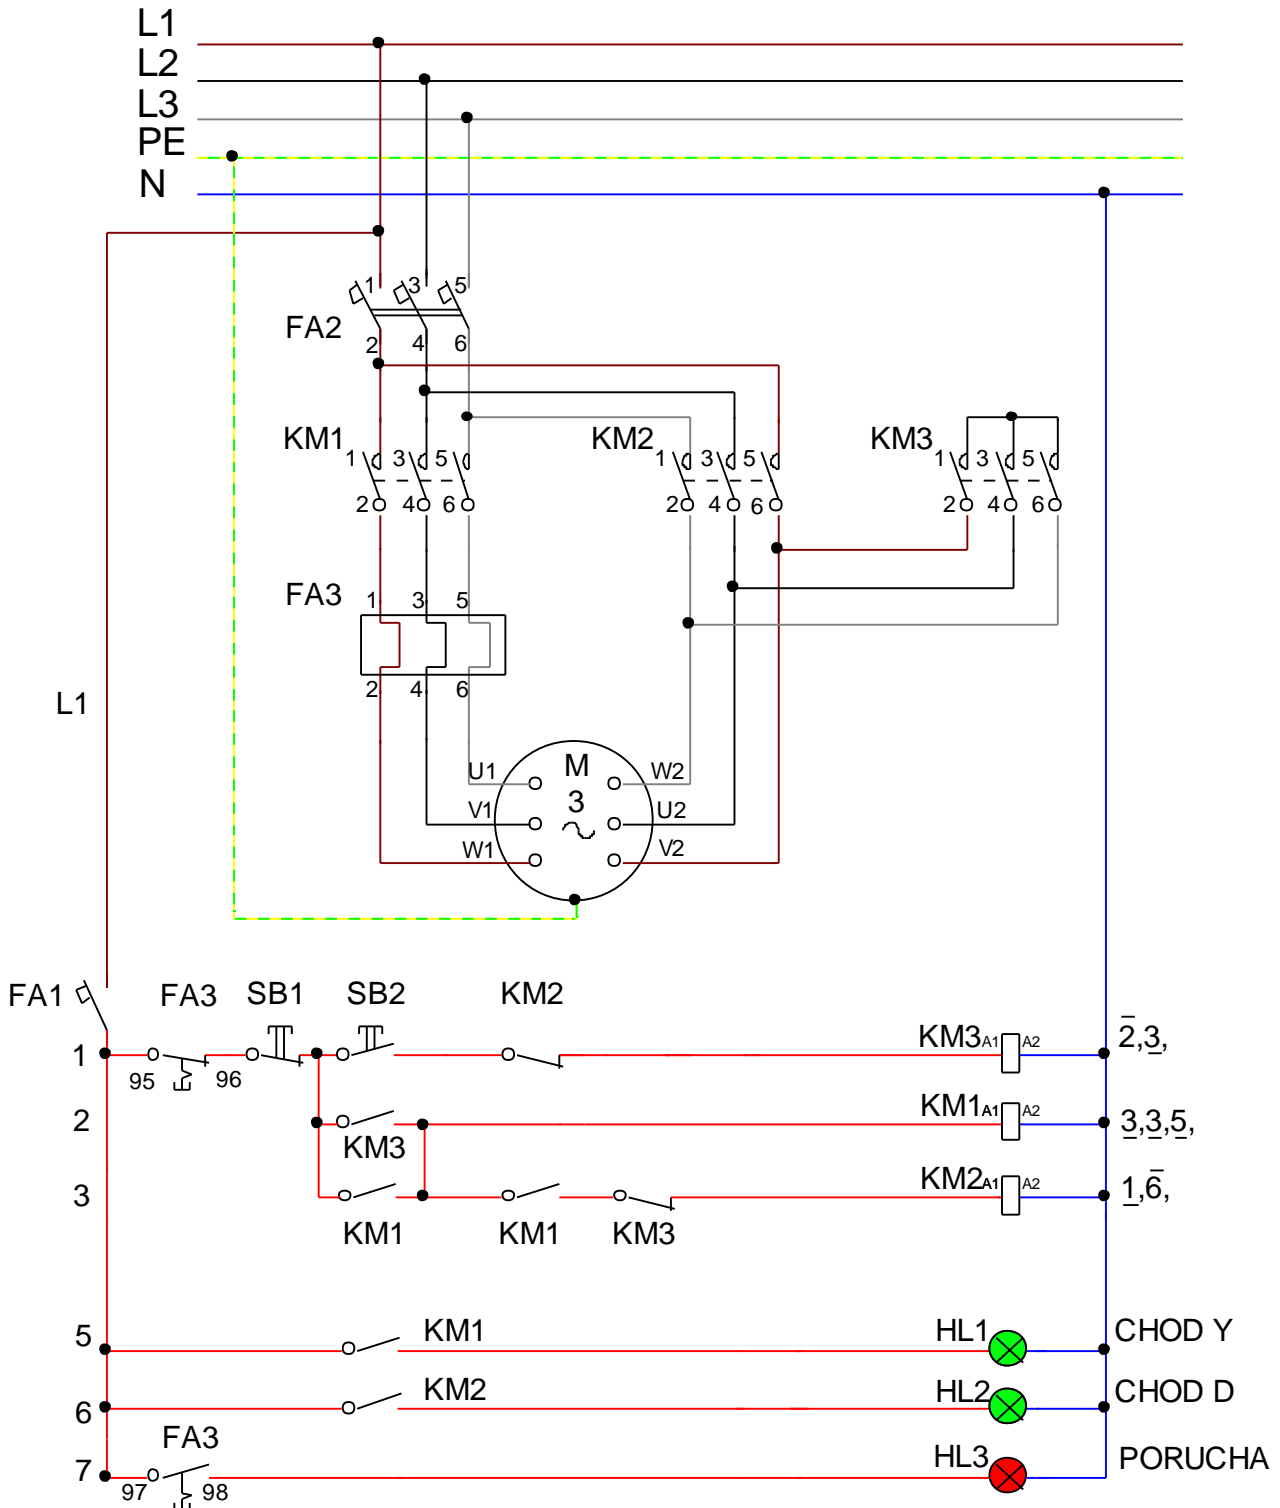 L1
L2
L3
PE
N
1 3 5
FA2
2 4 6
KM1 KM2 KM3
1 3 5 1 3 5 1 3 5
2 4 6 2 4 6 2 4 6
FA3 1 3 5
2 4 6
L1
M
3
U1 W2
V1 U2
W1 V2
FA1 FA3 SB1 SB2 KM2
1 95 96 KM3 A1 A2 2,3,
2 KM3 KM1 A1 A2 3,3,5,
3 KM1 KM1 KM3 KM2 A1 A2 1,6,
5 KM1 HL1 CHOD Y
6 KM2 HL2 CHOD D
FA3
7 97 98 HL3 PORUCHA